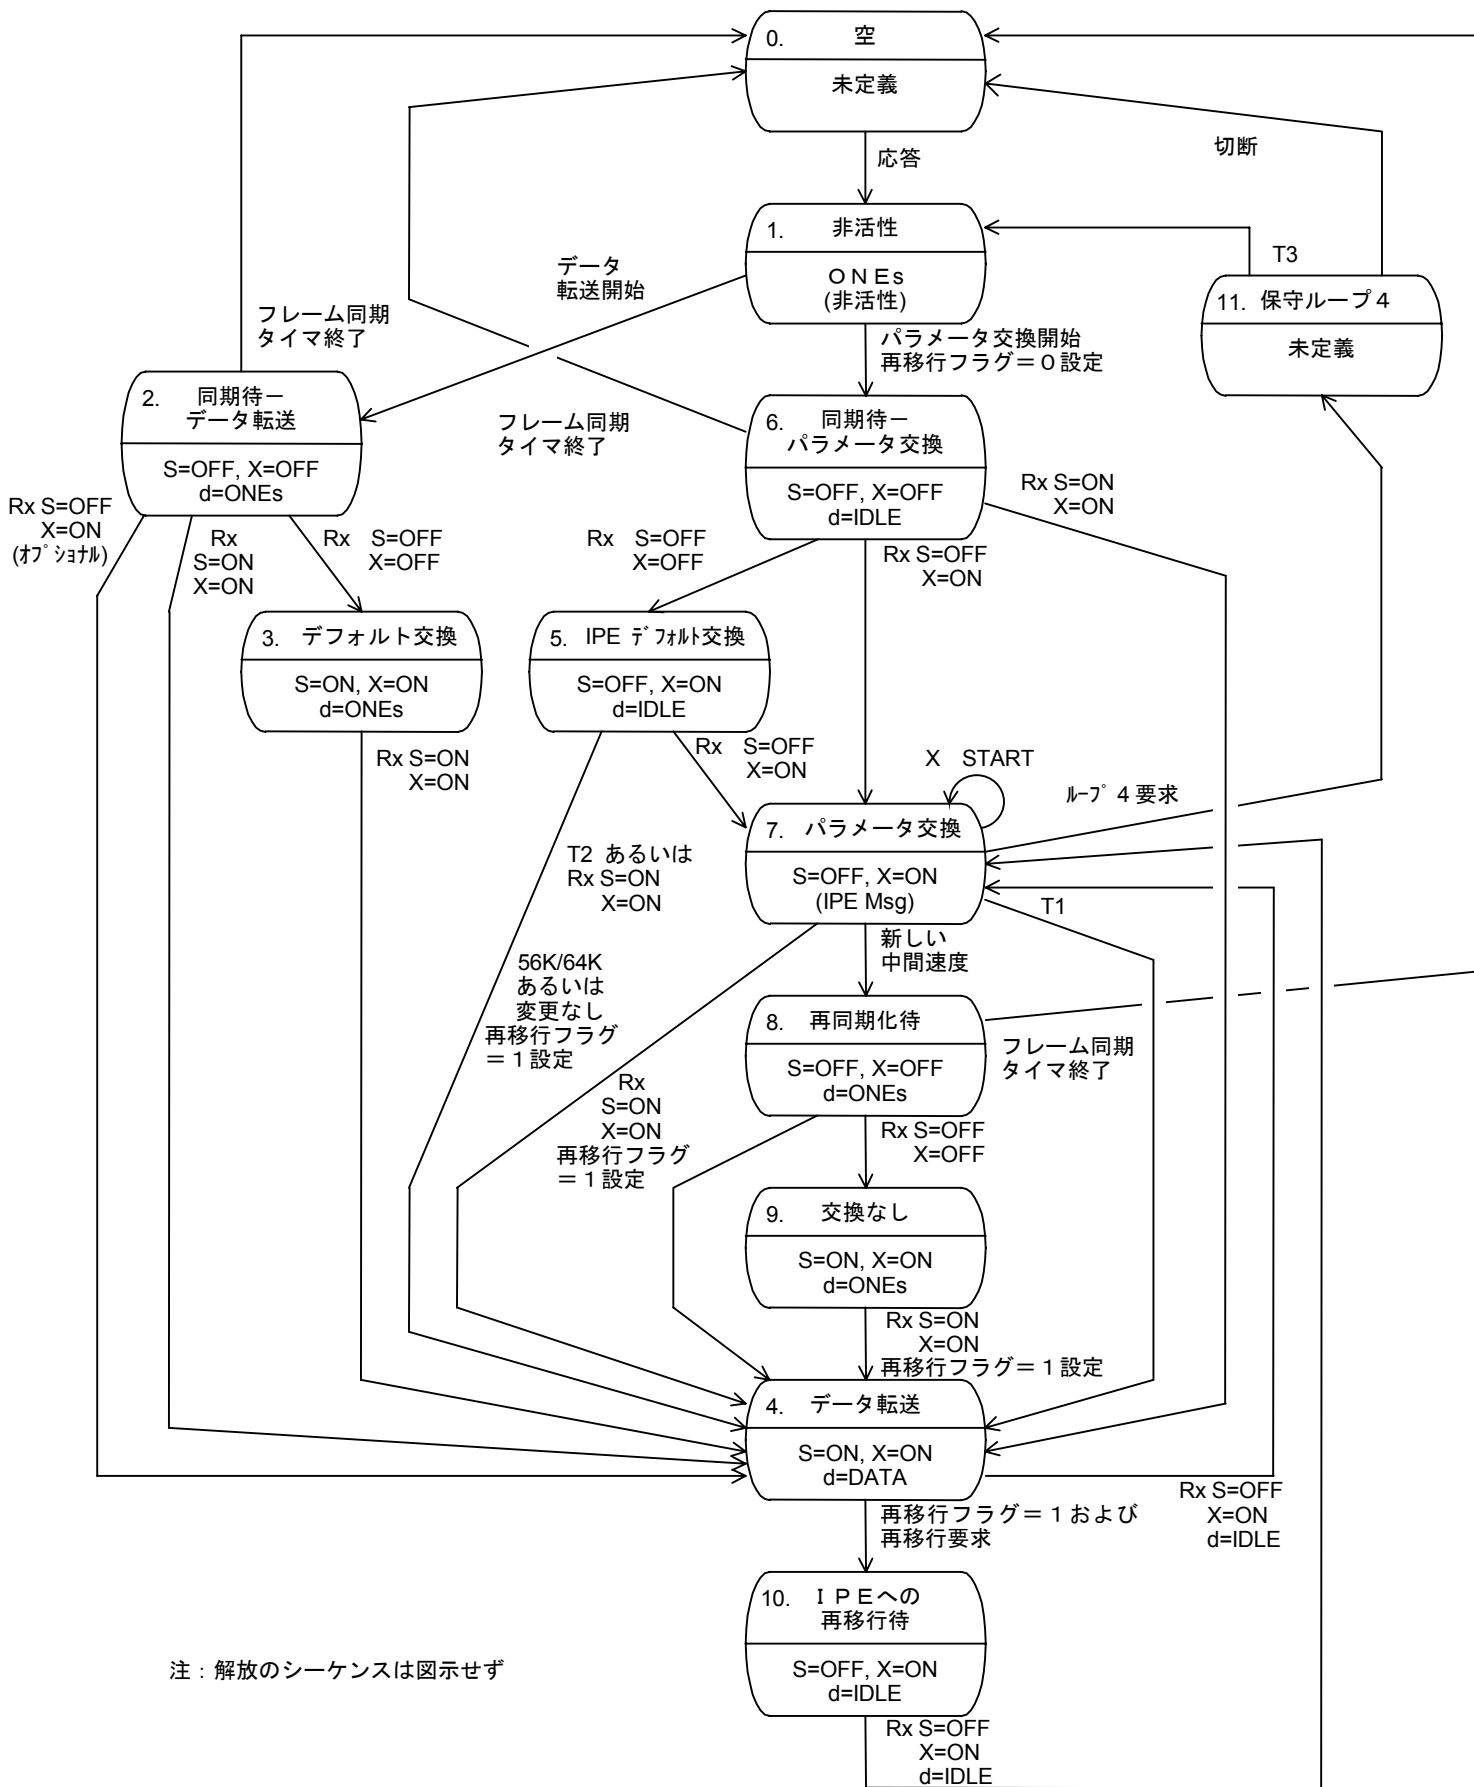 0. 空
未定義
応答
切断
1. 非活性
ＯＮＥs
(非活性)
T3
データ
転送開始
11. 保守ループ４
未定義
フレーム同期
タイマ終了
パラメータ交換開始
再移行フラグ＝０設定
2. 同期待－
データ転送
S=OFF, X=OFF
d=ONEs
フレーム同期
タイマ終了
6. 同期待－
パラメータ交換
S=OFF, X=OFF
d=IDLE
Rx S=ON
X=ON
Rx S=OFF
X=ON
(ｵﾌﾟｼｮﾅﾙ)
Rx
S=ON
X=ON
Rx S=OFF
X=OFF
Rx S=OFF
X=OFF
Rx S=OFF
X=ON
3. デフォルト交換
S=ON, X=ON
d=ONEs
5. IPE ﾃﾞﾌｫﾙﾄ交換
S=OFF, X=ON
d=IDLE
Rx S=ON
X=ON
Rx S=OFF
X=ON
X START
ﾙｰﾌﾟ４要求
7. パラメータ交換
S=OFF, X=ON
(IPE Msg)
T2 あるいは
Rx S=ON
X=ON
T1
新しい
中間速度
56K/64K
あるいは
変更なし
再移行フラグ
＝１設定
8. 再同期化待
S=OFF, X=OFF
d=ONEs
フレーム同期
タイマ終了
Rx
S=ON
X=ON
再移行フラグ
＝１設定
Rx S=OFF
X=OFF
9. 交換なし
S=ON, X=ON
d=ONEs
Rx S=ON
X=ON
再移行フラグ＝１設定
4. データ転送
S=ON, X=ON
d=DATA
Rx S=OFF
X=ON
d=IDLE
再移行フラグ＝１および
再移行要求
10. ＩＰＥへの
再移行待
S=OFF, X=ON
d=IDLE
注：解放のシーケンスは図示せず
Rx S=OFF
X=ON
d=IDLE